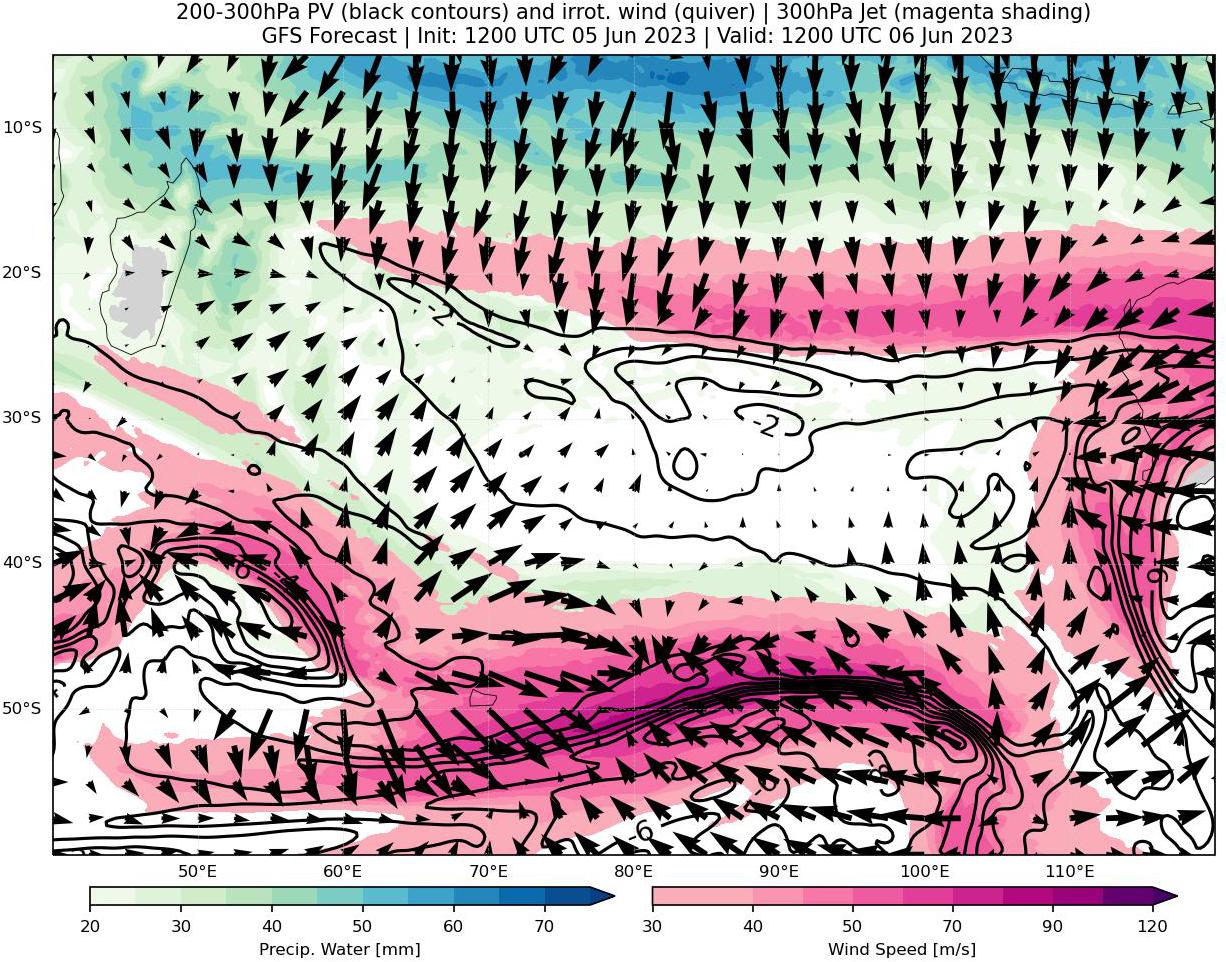 200-300hPa PV (black contours) and irrot. wind (quiver) | 300hPa Jet (magenta shading)
GFS Forecast | Init: 1200 UTC 05 Jun 2023 | Valid: 1200 UTC 06 Jun 2023
10°S
20°S
30°S
-2
40°S
50°S
-6
50°E
60°E
70°E
80°E
90°E
100°E
110°E
20
30
40
50
60
70
Precip. Water [mm]
30
40
50
70
90
120
Wind Speed [m/s]